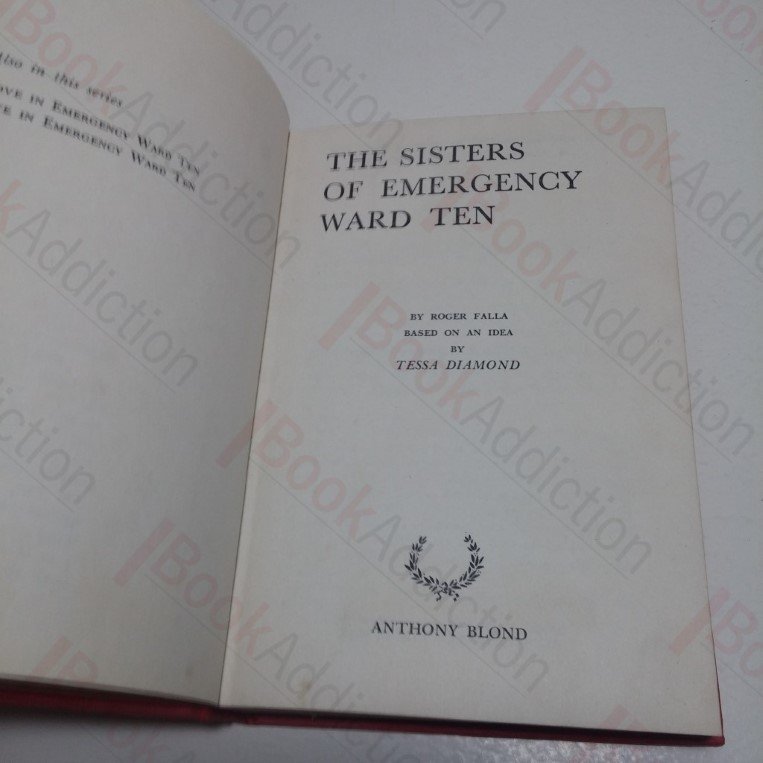 Also in this series
OVE IN EMERGENCY WARD TEN
E IN EMERGENCY WARD TEN
THE SISTERS
OF EMERGENCY
WARD TEN
BY ROGER FALLA
BASED ON AN IDEA
BY
TESSA DIAMOND
ANTHONY BLOND
BookAddiction